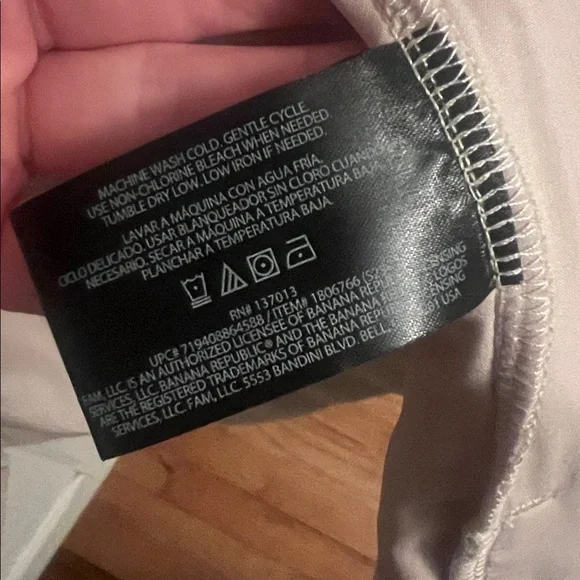 MACHINE WASH COLD. GENTLE CYCLE.
USE NON-CHLORINE BLEACH WHEN NEEDED.
TUMBLE DRY LOW. LOW IRON IF NEEDED.
LAVAR A MÁQUINA CON AGUA FRÍA.
CICLO DELICADO. USAR BLANQUEADOR SIN CLORO CUANDO
NECESARIO. SECAR A MÁQUINA A TEMPERATURA BAJA.
PLANCHAR A TEMPERATURA BAJA.
RN# 137013
UPC# 719408864588 / ITEM# 1B06766
FAM, LLC. IS AN AUTHORIZED LICENSEE OF BANANA REPUBLIC
SERVICES, LLC. BANANA REPUBLIC® AND THE BANANA LOGOS
ARE THE REGISTERED TRADEMARKS OF BANANA REPUBLIC
SERVICES, LLC. FAM, LLC. 5553 BANDINI BLVD. BELL, USA